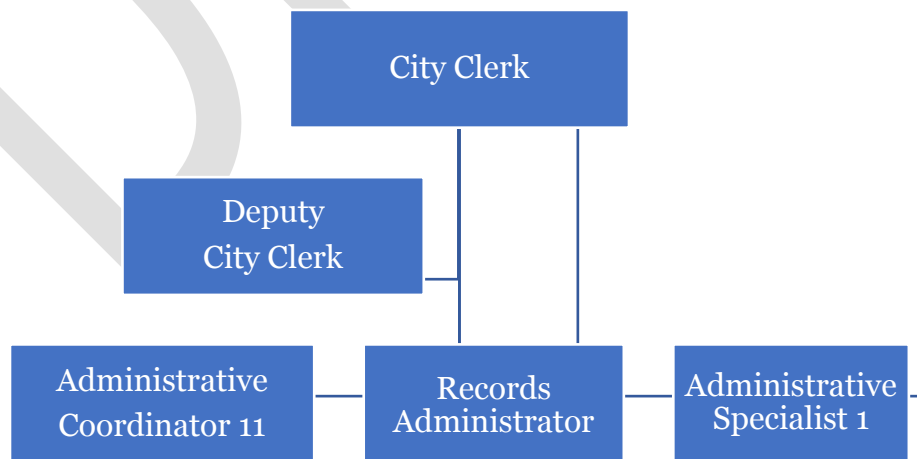 City Clerk
Deputy
City Clerk
Administrative
Coordinator 11
Records
Administrator
Administrative
Specialist 1